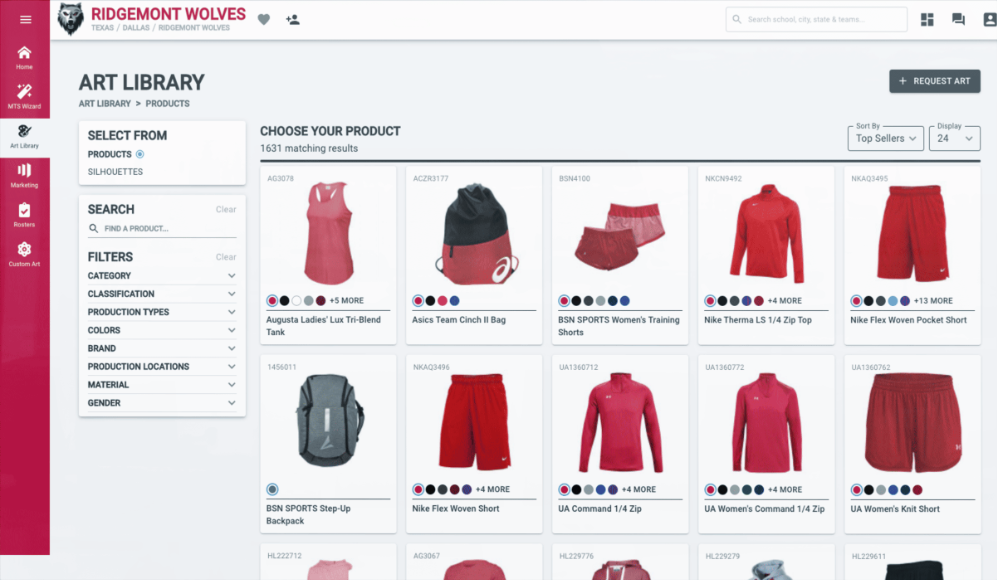 RIDGEMONT WOLVES
TEXAS / DALLAS / RIDGEMONT WOLVES
Search school, city, state & teams...
Home
MTS Wizard
Art Library
Marketing
Rosters
Custom Art
ART LIBRARY
ART LIBRARY > PRODUCTS
+ REQUEST ART
SELECT FROM
PRODUCTS
SILHOUETTES
SEARCH Clear
FIND A PRODUCT...
FILTERS Clear
CATEGORY
CLASSIFICATION
PRODUCTION TYPES
COLORS
BRAND
PRODUCTION LOCATIONS
MATERIAL
GENDER
CHOOSE YOUR PRODUCT
1631 matching results
Sort By
Top Sellers
Display
24
AG3078
+5 MORE
Augusta Ladies' Lux Tri-Blend
Tank
ACZR3177
Asics Team Cinch II Bag
BSN4100
BSN SPORTS Women's Training
Shorts
NKCN9492
+4 MORE
Nike Therma LS 1/4 Zip Top
NKAQ3495
+13 MORE
Nike Flex Woven Pocket Short
1456011
BSN SPORTS Step-Up
Backpack
NKAQ3496
+4 MORE
Nike Flex Woven Short
UA1360712
+4 MORE
UA Command 1/4 Zip
UA1360772
+4 MORE
UA Women's Command 1/4 Zip
UA1360762
UA Women's Knit Short
HL222712
AG3067
HL229776
HL229279
HL229611